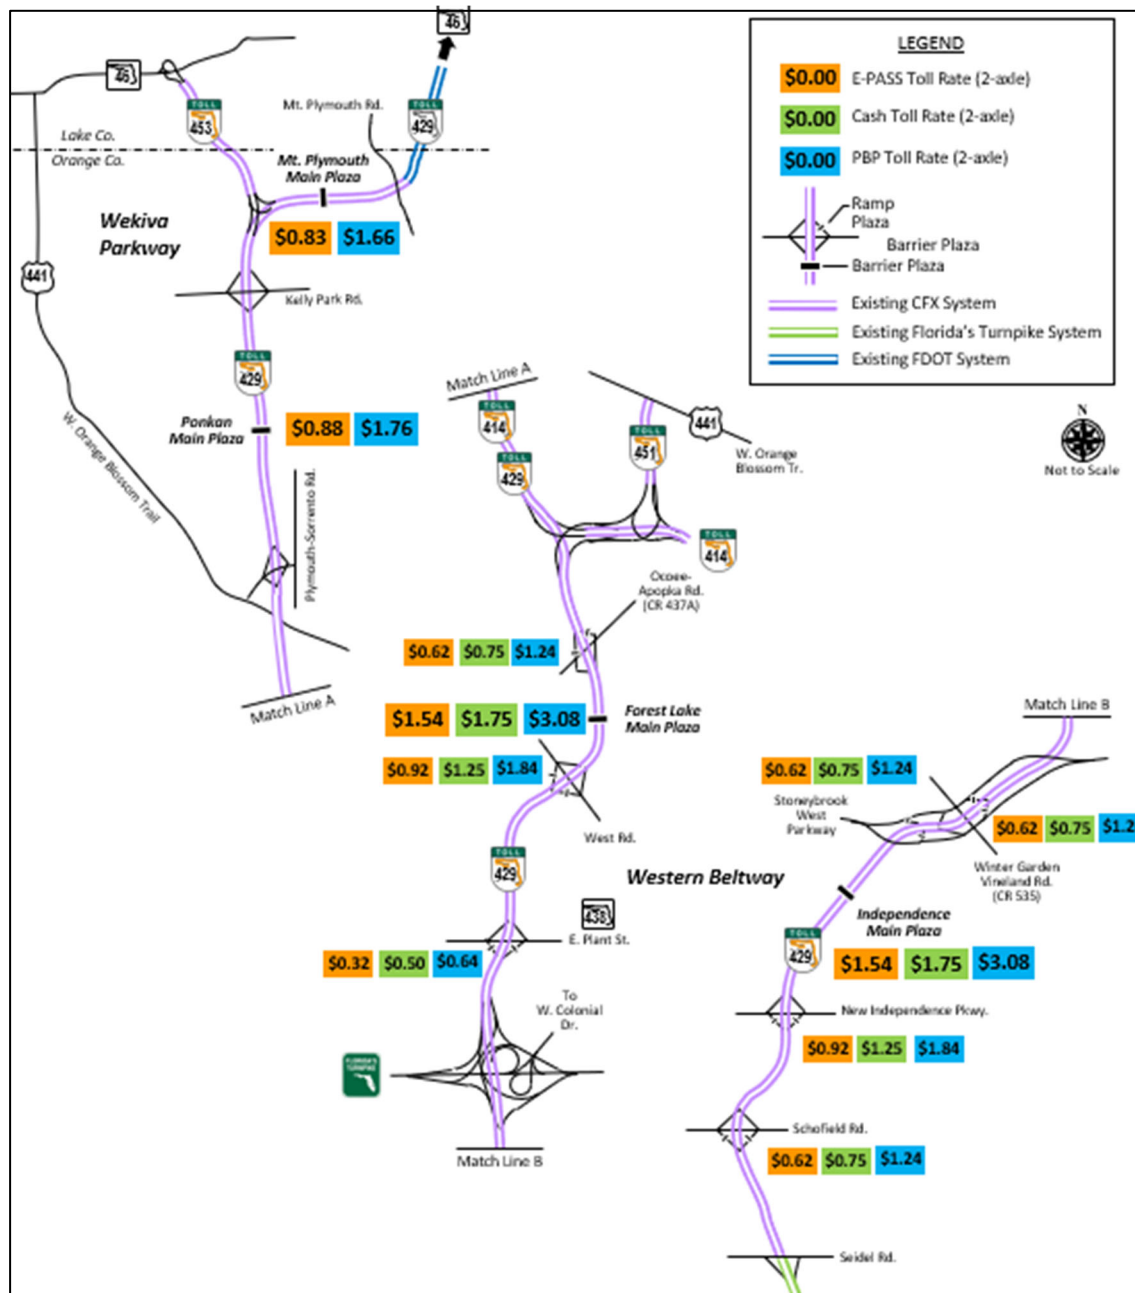 46
LEGEND
$0.00 E-PASS Toll Rate (2-axle)
$0.00 Cash Toll Rate (2-axle)
$0.00 PBP Toll Rate (2-axle)
Ramp
Plaza
Barrier Plaza
Barrier Plaza
Existing CFX System
Existing Florida's Turnpike System
Existing FDOT System
N
Not to Scale
46
TOLL
453
Mt. Plymouth Rd.
TOLL
429
Lake Co.
Orange Co.
Mt. Plymouth
Main Plaza
Wekiva
Parkway
$0.83 $1.66
441
Kelly Park Rd.
TOLL
429
Ponkan
Main Plaza
$0.88 $1.76
W. Orange Blossom Trail
Plymouth-Sorrento Rd.
Match Line A
Match Line A
TOLL
414
TOLL
429
TOLL
451
441
W. Orange
Blossom Tr.
TOLL
414
Ocoee-
Apopka Rd.
(CR 437A)
$0.62 $0.75 $1.24
$1.54 $1.75 $3.08
Forest Lake
Main Plaza
$0.92 $1.25 $1.84
West Rd.
TOLL
429
Western Beltway
438
E. Plant St.
$0.32 $0.50 $0.64
To
W. Colonial
Dr.
FLORIDA'S
TURNPIKE
Match Line B
Match Line B
$0.62 $0.75 $1.24
Stoneybrook
West
Parkway
$0.62 $0.75 $1.2
Winter Garden
Vineland Rd.
(CR 535)
Independence
Main Plaza
TOLL
429
$1.54 $1.75 $3.08
New Independence Pkwy.
$0.92 $1.25 $1.84
Schofield Rd.
$0.62 $0.75 $1.24
Seidel Rd.